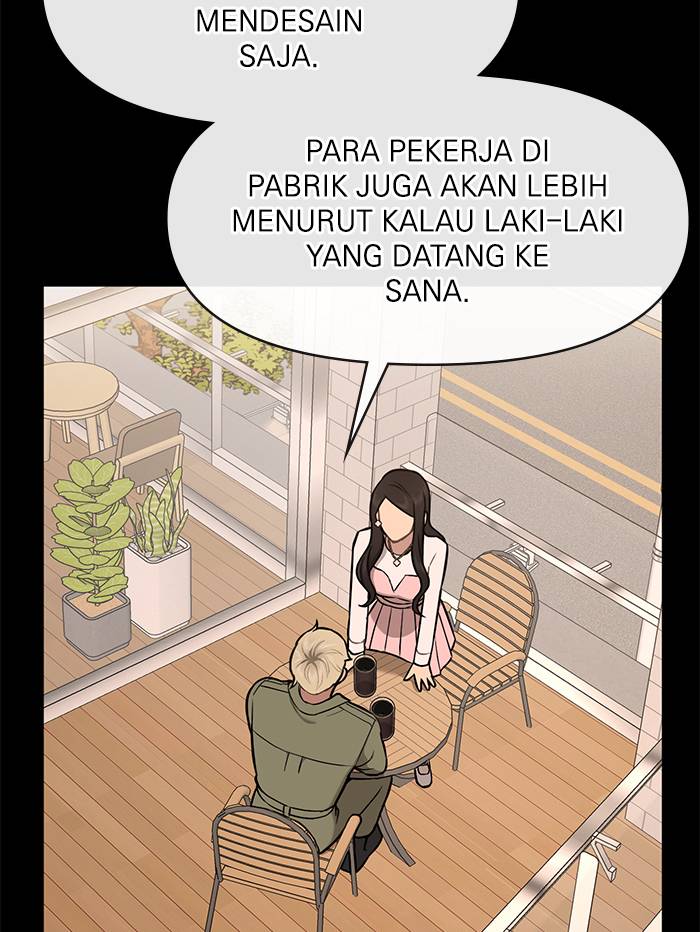 MENDESAIN
SAJA.
PARA PEKERJA DI
PABRIK JUGA AKAN LEBIH
MENURUT KALAU LAKI-LAKI
YANG DATANG KE
SANA.